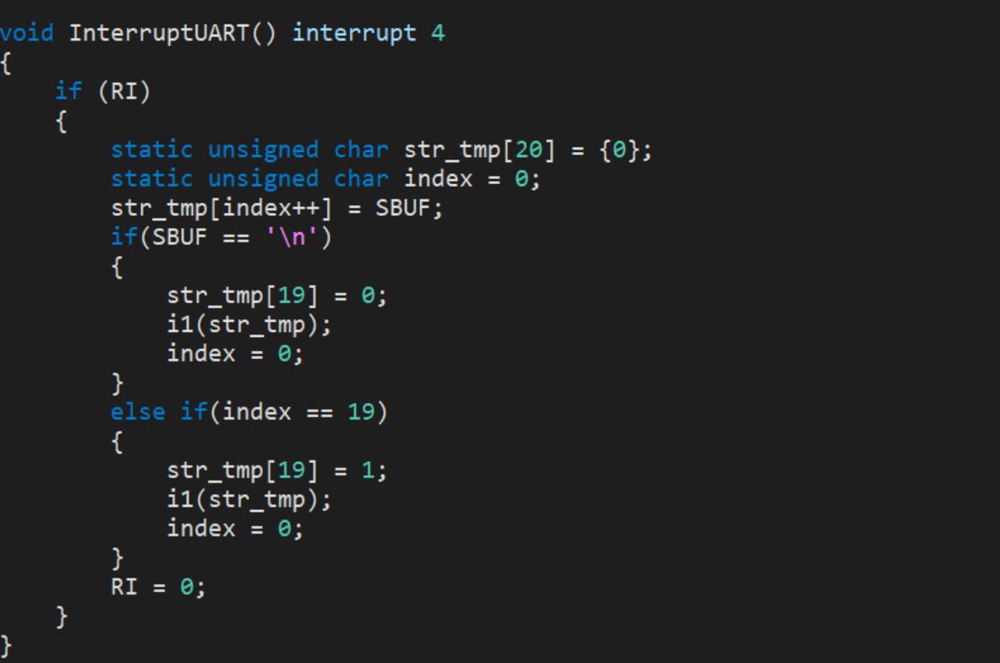 void InterruptUART() interrupt 4
{
    if (RI)
    {
        static unsigned char str_tmp[20] = {0};
        static unsigned char index = 0;
        str_tmp[index++] = SBUF;
        if(SBUF == '\n')
        {
            str_tmp[19] = 0;
            i1(str_tmp);
            index = 0;
        }
        else if(index == 19)
        {
            str_tmp[19] = 1;
            i1(str_tmp);
            index = 0;
        }
        RI = 0;
    }
}